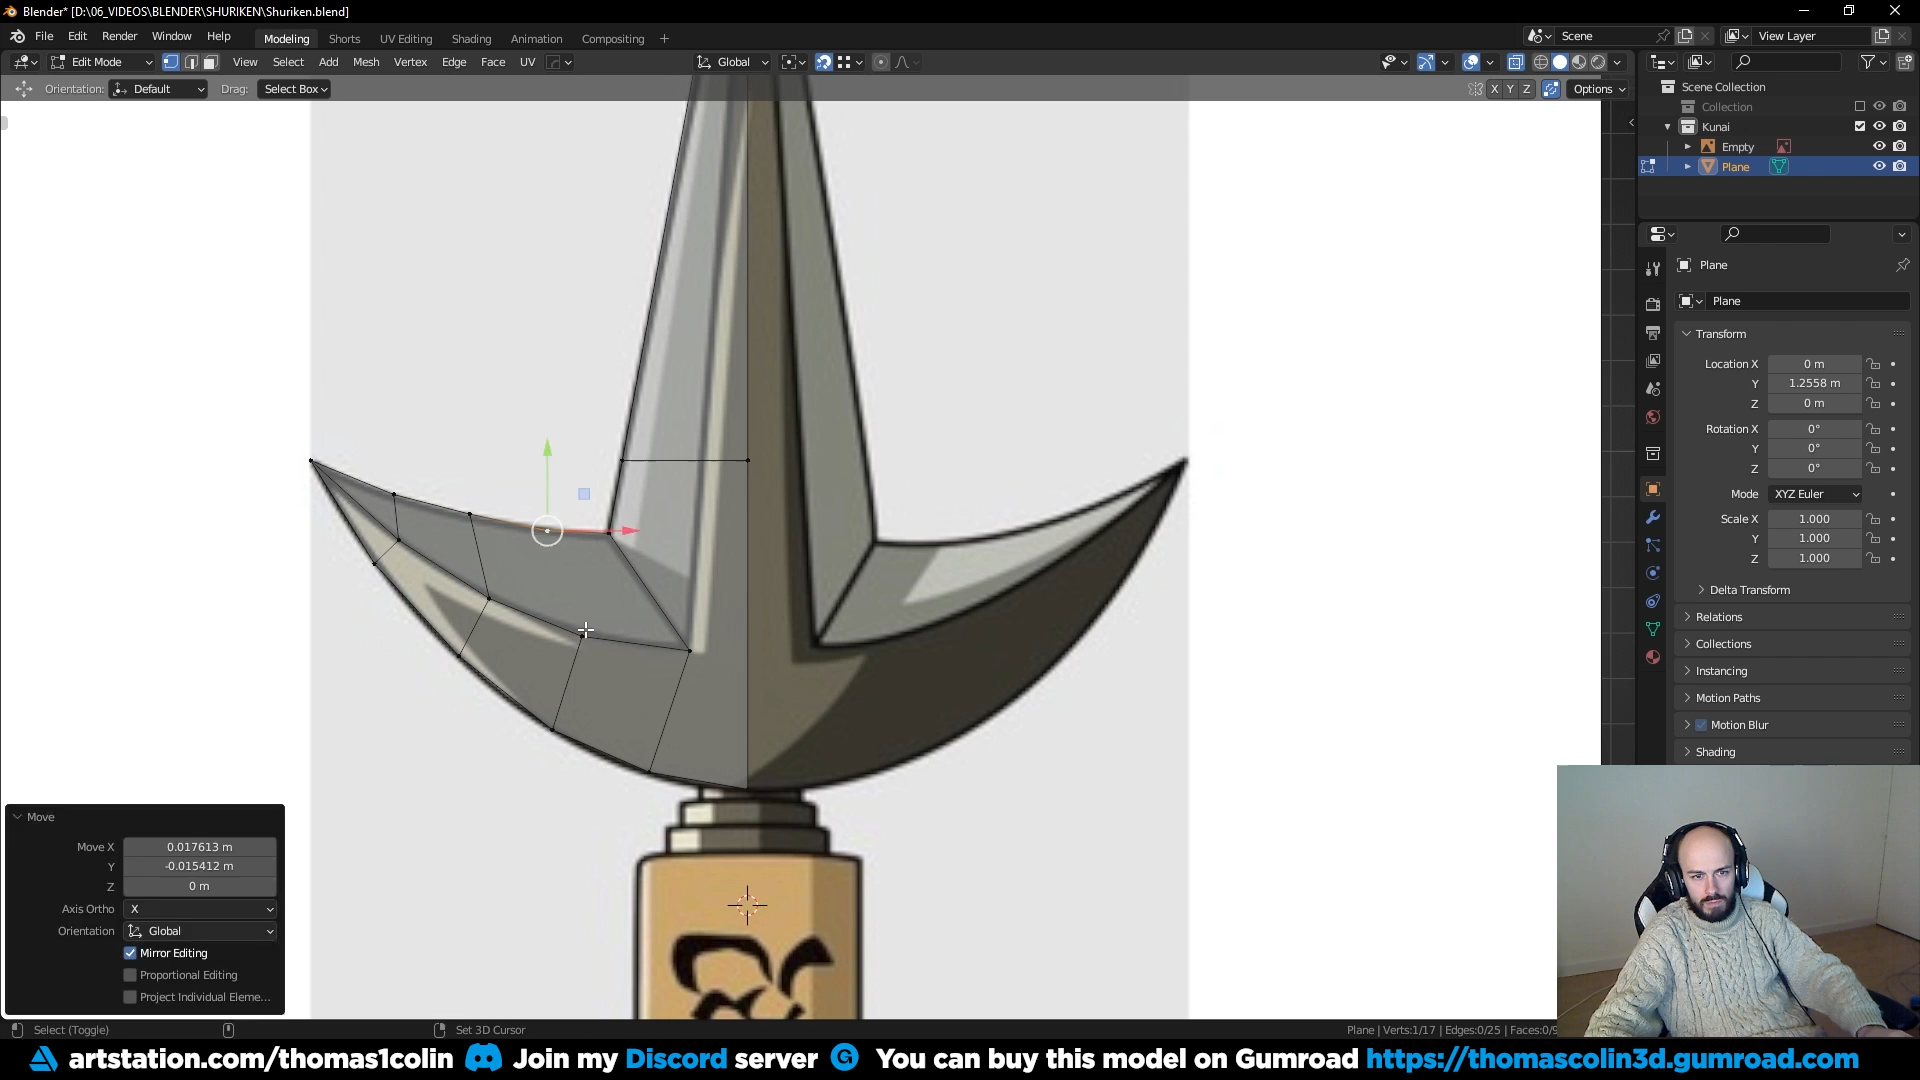 Blender* [D:\06_VIDEOS\BLENDER\SHURIKEN\Shuriken.blend]
File Edit Render Window Help Modeling Shorts UV Editing Shading Animation Compositing + Scene View Layer
Edit Mode View Select Add Mesh Vertex Edge Face UV Global
Orientation: Default Drag: Select Box X Y Z Options
Scene Collection
Collection
Kunai
Empty
Plane
Plane
Plane
Transform
Location X 0 m
Y 1.2558 m
Z 0 m
Rotation X 0°
Y 0°
Z 0°
Mode XYZ Euler
Scale X 1.000
Y 1.000
Z 1.000
Delta Transform
Relations
Collections
Instancing
Motion Paths
Motion Blur
Shading
Move
Move X 0.017613 m
Y -0.015412 m
Z 0 m
Axis Ortho X
Orientation Global
Mirror Editing
Proportional Editing
Project Individual Eleme...
Select (Toggle) Set 3D Cursor Plane | Verts:1/17 | Edges:0/25 | Faces:0/9
artstation.com/thomas1colin Join my Discord server You can buy this model on Gumroad https://thomascolin3d.gumroad.com